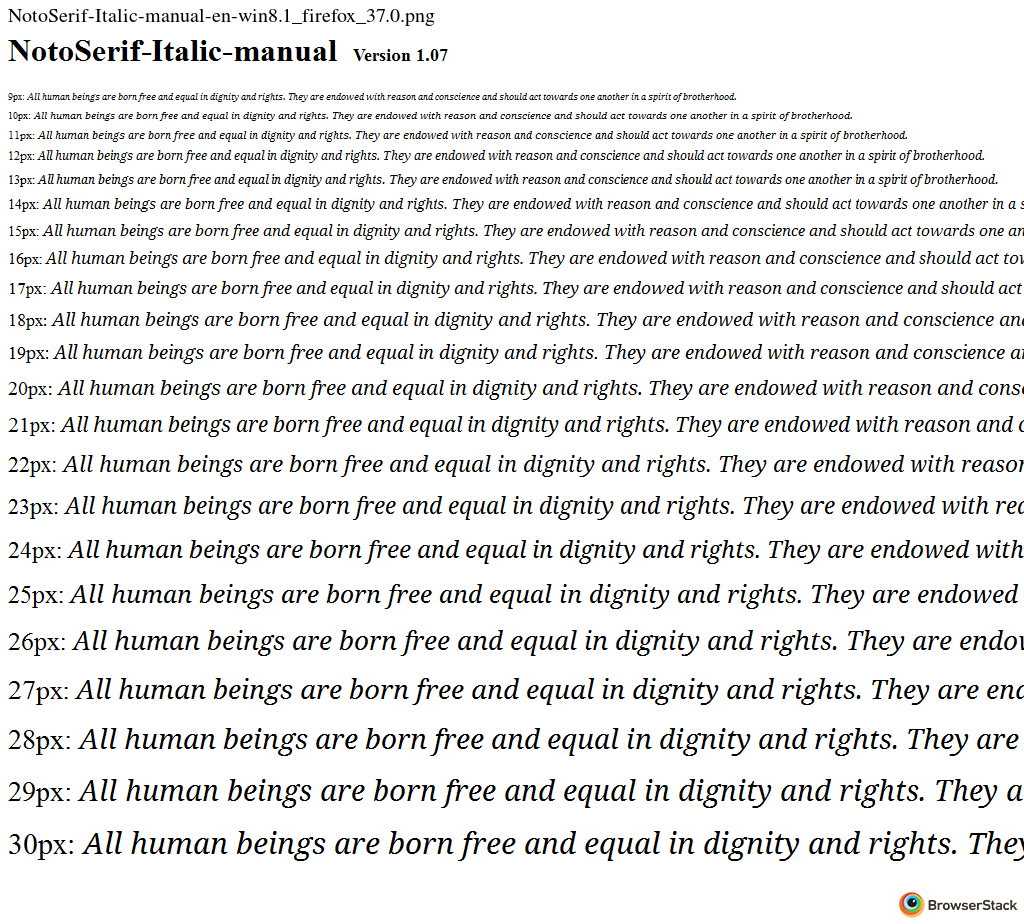 NotoSerif-Italic-manual-en-win8.1_firefox_37.0.png
NotoSerif-Italic-manual Version 1.07
9px: All human beings are born free and equal in dignity and rights. They are endowed with reason and conscience and should act towards one another in a spirit of brotherhood.
10px: All human beings are born free and equal in dignity and rights. They are endowed with reason and conscience and should act towards one another in a spirit of brotherhood.
11px: All human beings are born free and equal in dignity and rights. They are endowed with reason and conscience and should act towards one another in a spirit of brotherhood.
12px: All human beings are born free and equal in dignity and rights. They are endowed with reason and conscience and should act towards one another in a spirit of brotherhood.
13px: All human beings are born free and equal in dignity and rights. They are endowed with reason and conscience and should act towards one another in a spirit of brotherhood.
14px: All human beings are born free and equal in dignity and rights. They are endowed with reason and conscience and should act towards one another in a s
15px: All human beings are born free and equal in dignity and rights. They are endowed with reason and conscience and should act towards one an
16px: All human beings are born free and equal in dignity and rights. They are endowed with reason and conscience and should act tow
17px: All human beings are born free and equal in dignity and rights. They are endowed with reason and conscience and should act
18px: All human beings are born free and equal in dignity and rights. They are endowed with reason and conscience and
19px: All human beings are born free and equal in dignity and rights. They are endowed with reason and conscience a
20px: All human beings are born free and equal in dignity and rights. They are endowed with reason and consc
21px: All human beings are born free and equal in dignity and rights. They are endowed with reason and c
22px: All human beings are born free and equal in dignity and rights. They are endowed with reason
23px: All human beings are born free and equal in dignity and rights. They are endowed with rea
24px: All human beings are born free and equal in dignity and rights. They are endowed with
25px: All human beings are born free and equal in dignity and rights. They are endowed
26px: All human beings are born free and equal in dignity and rights. They are endow
27px: All human beings are born free and equal in dignity and rights. They are end
28px: All human beings are born free and equal in dignity and rights. They are
29px: All human beings are born free and equal in dignity and rights. They a
30px: All human beings are born free and equal in dignity and rights. They
BrowserStack